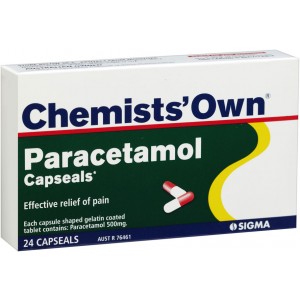 Chemists' Own®
Paracetamol
Capseals*
Effective relief of pain
Each capsule shaped gelatin coated
tablet contains: Paracetamol 500mg.
24 CAPSEALS
AUST R 76461
SIGMA